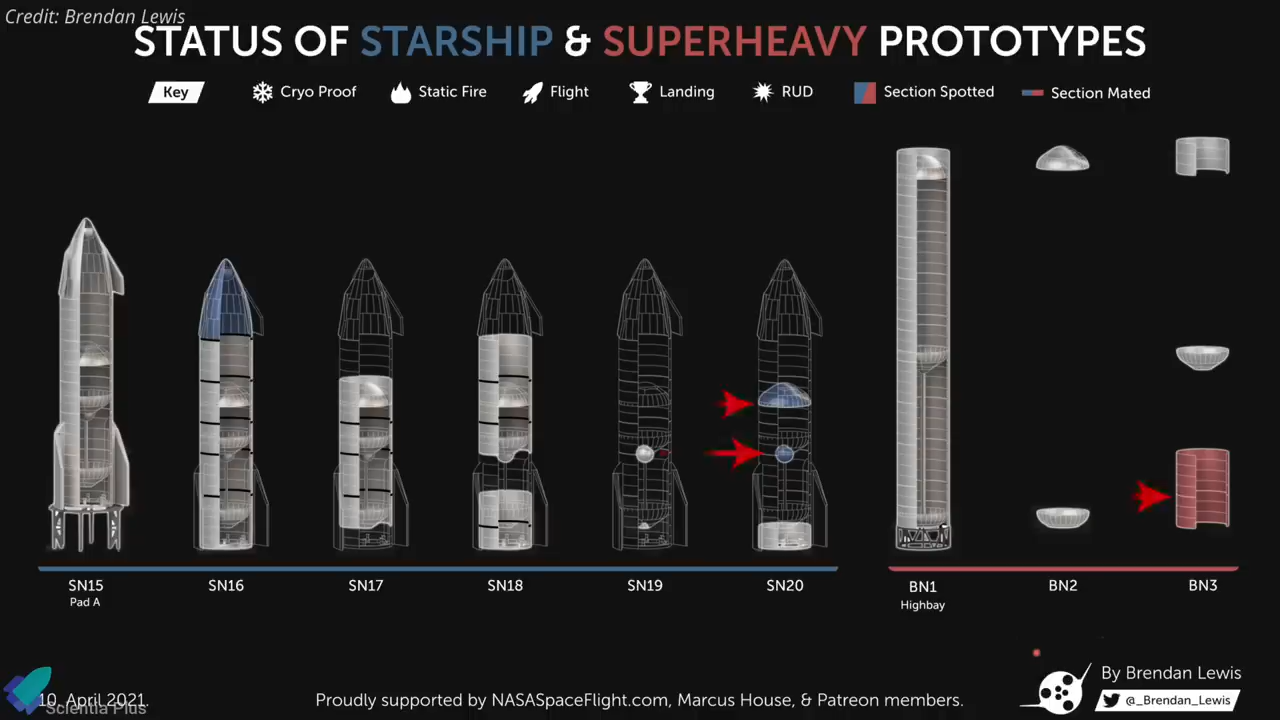 Credit: Brendan Lewis
STATUS OF STARSHIP & SUPERHEAVY PROTOTYPES
Key Cryo Proof Static Fire Flight Landing RUD Section Spotted Section Mated
SN15 SN16 SN17 SN18 SN19 SN20 BN1 BN2 BN3
Pad A Highbay
By Brendan Lewis
10. April 2021. Proudly supported by NASASpaceFlight.com, Marcus House, & Patreon members. @_Brendan_Lewis
Scientia Plus